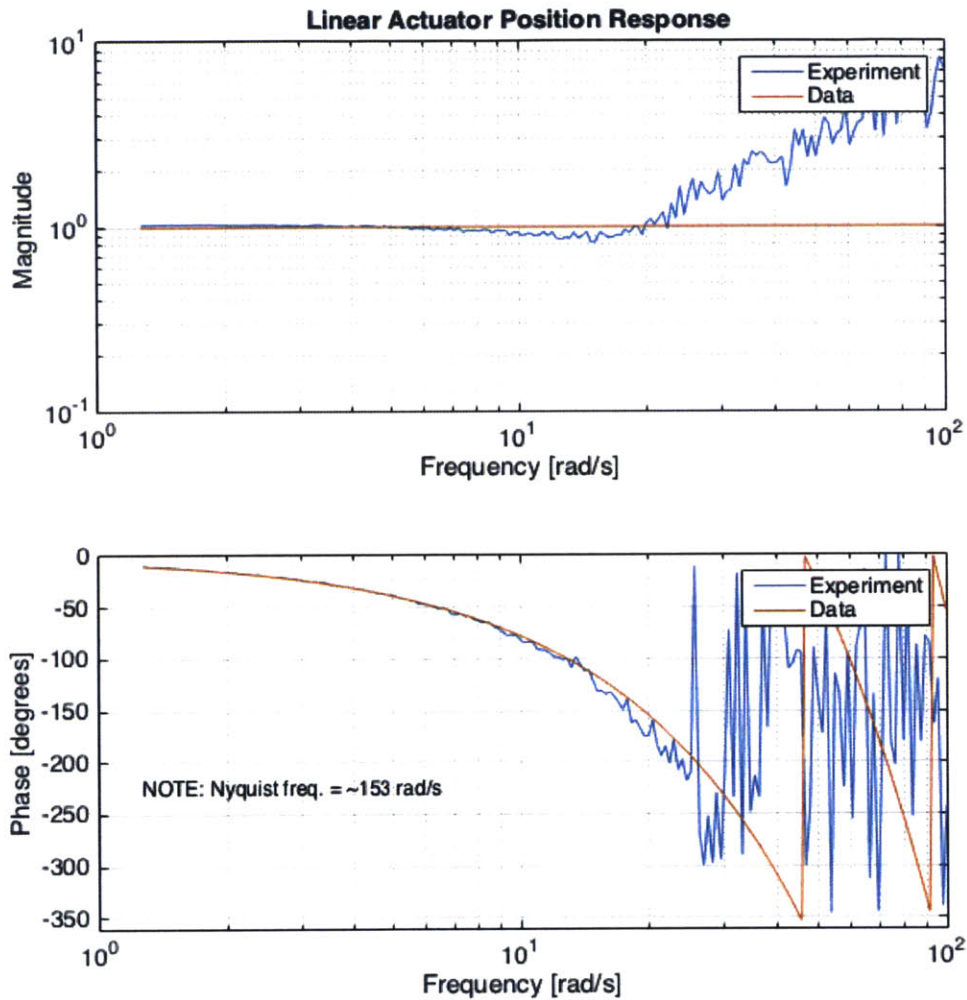 Linear Actuator Position Response
10^1
10^0
10^-1
Magnitude
Experiment
Data
10^0
10^1
10^2
Frequency [rad/s]
0
-50
-100
-150
-200
-250
-300
-350
Phase [degrees]
Experiment
Data
NOTE: Nyquist freq. = ~153 rad/s
10^0
10^1
10^2
Frequency [rad/s]